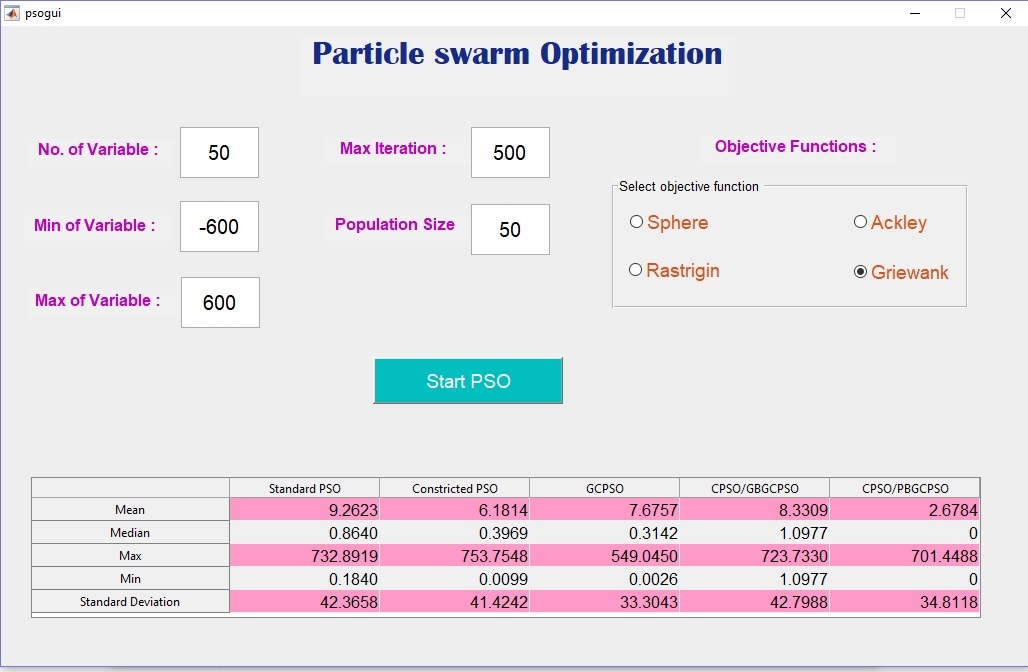 psogui
Particle swarm Optimization
No. of Variable : 50 Max Iteration : 500 Objective Functions :
Select objective function
Min of Variable : -600 Population Size 50 Sphere Ackley
Rastrigin Griewank
Max of Variable : 600
Start PSO
Standard PSO Constricted PSO GCPSO CPSO/GBGCPSO CPSO/PBGCPSO
Mean 9.2623 6.1814 7.6757 8.3309 2.6784
Median 0.8640 0.3969 0.3142 1.0977 0
Max 732.8919 753.7548 549.0450 723.7330 701.4488
Min 0.1840 0.0099 0.0026 1.0977 0
Standard Deviation 42.3658 41.4242 33.3043 42.7988 34.8118